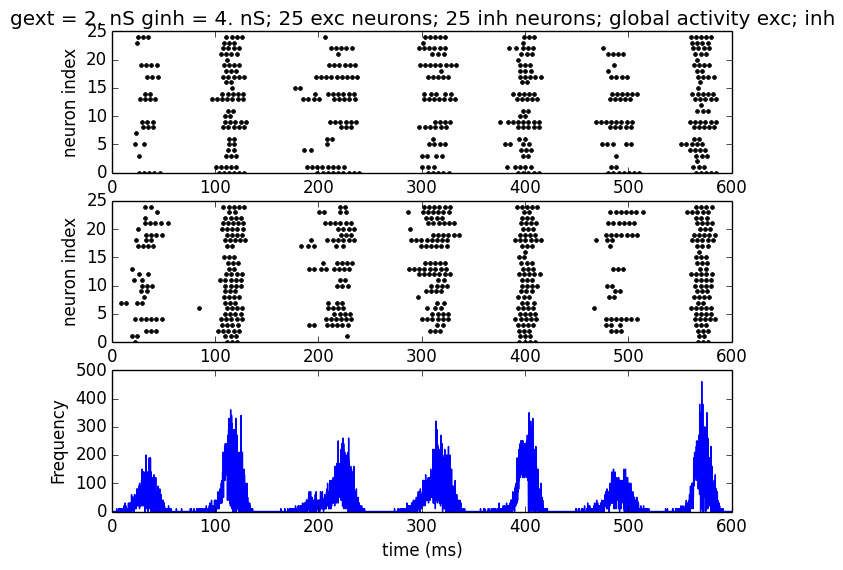 gext = 2. nS ginh = 4. nS; 25 exc neurons; 25 inh neurons; global activity exc; inh
25
20
15
10
5
0
neuron index
0 100 200 300 400 500 600
25
20
15
10
5
0
neuron index
0 100 200 300 400 500 600
500
400
300
200
100
0
Frequency
0 100 200 300 400 500 600
time (ms)